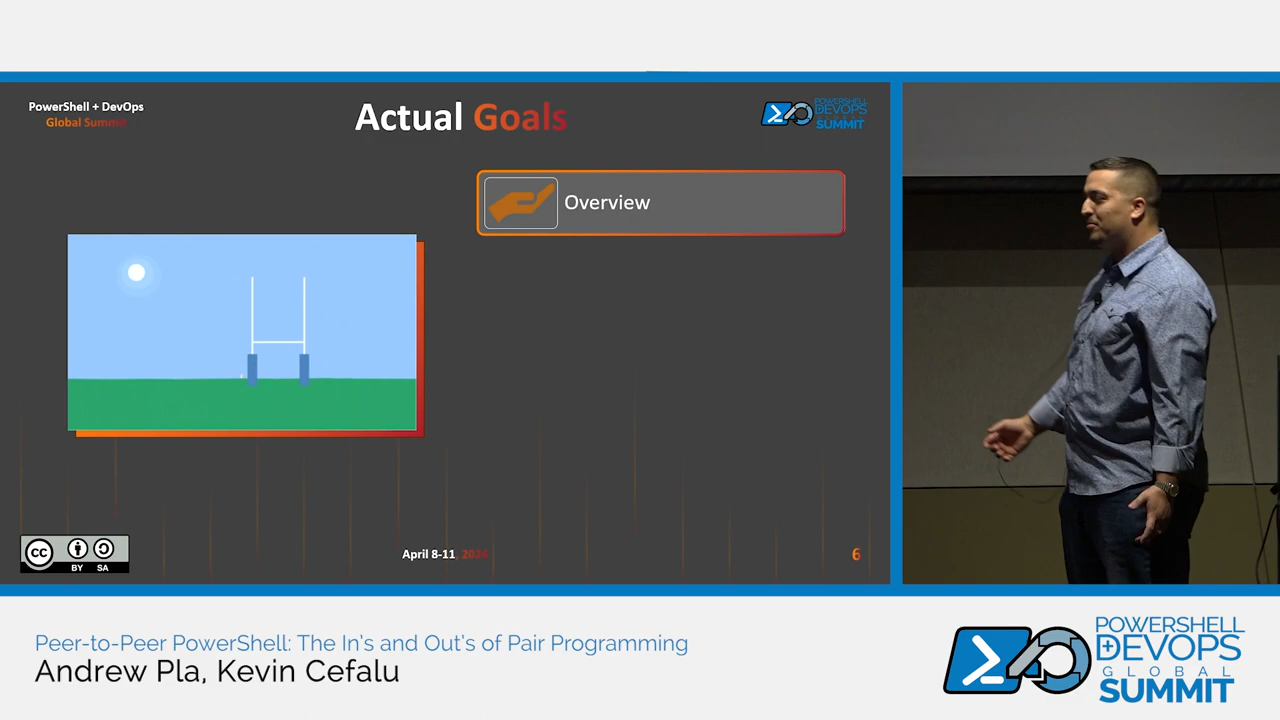 PowerShell + DevOps
Global Summit
Actual Goals
POWERSHELL
DEVOPS
GLOBAL
SUMMIT
Overview
CC
BY SA
April 8-11, 2024
6
Peer-to-Peer PowerShell: The In's and Out's of Pair Programming
Andrew Pla, Kevin Cefalu
POWERSHELL
DEVOPS
GLOBAL
SUMMIT